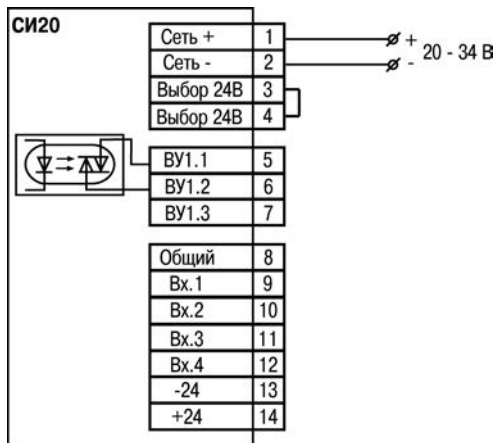 СИ20
Сеть + 1
Сеть - 2
Выбор 24В 3
Выбор 24В 4
+
-
20 - 34 В
ВУ1.1 5
ВУ1.2 6
ВУ1.3 7
Общий 8
Вх.1 9
Вх.2 10
Вх.3 11
Вх.4 12
-24 13
+24 14